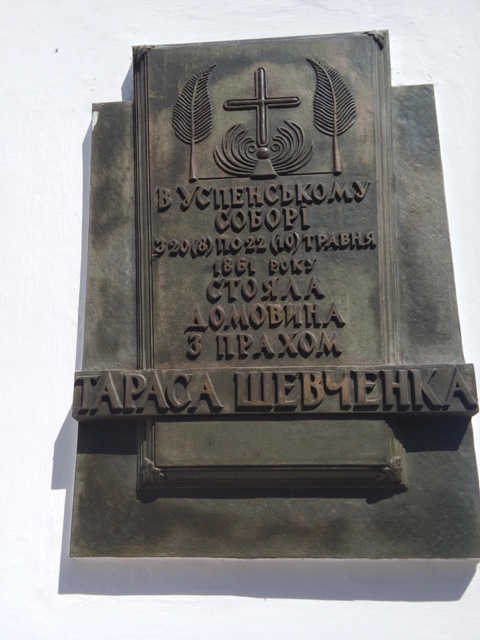 В УСПЕНСЬКОМУ
СОБОРІ
З 20 (8) ПО 22 (10) ТРАВНЯ
1861 РОКУ
СТОЯЛА
ДОМОВИНА
З ПРАХОМ
ТАРАСА ШЕВЧЕНКА